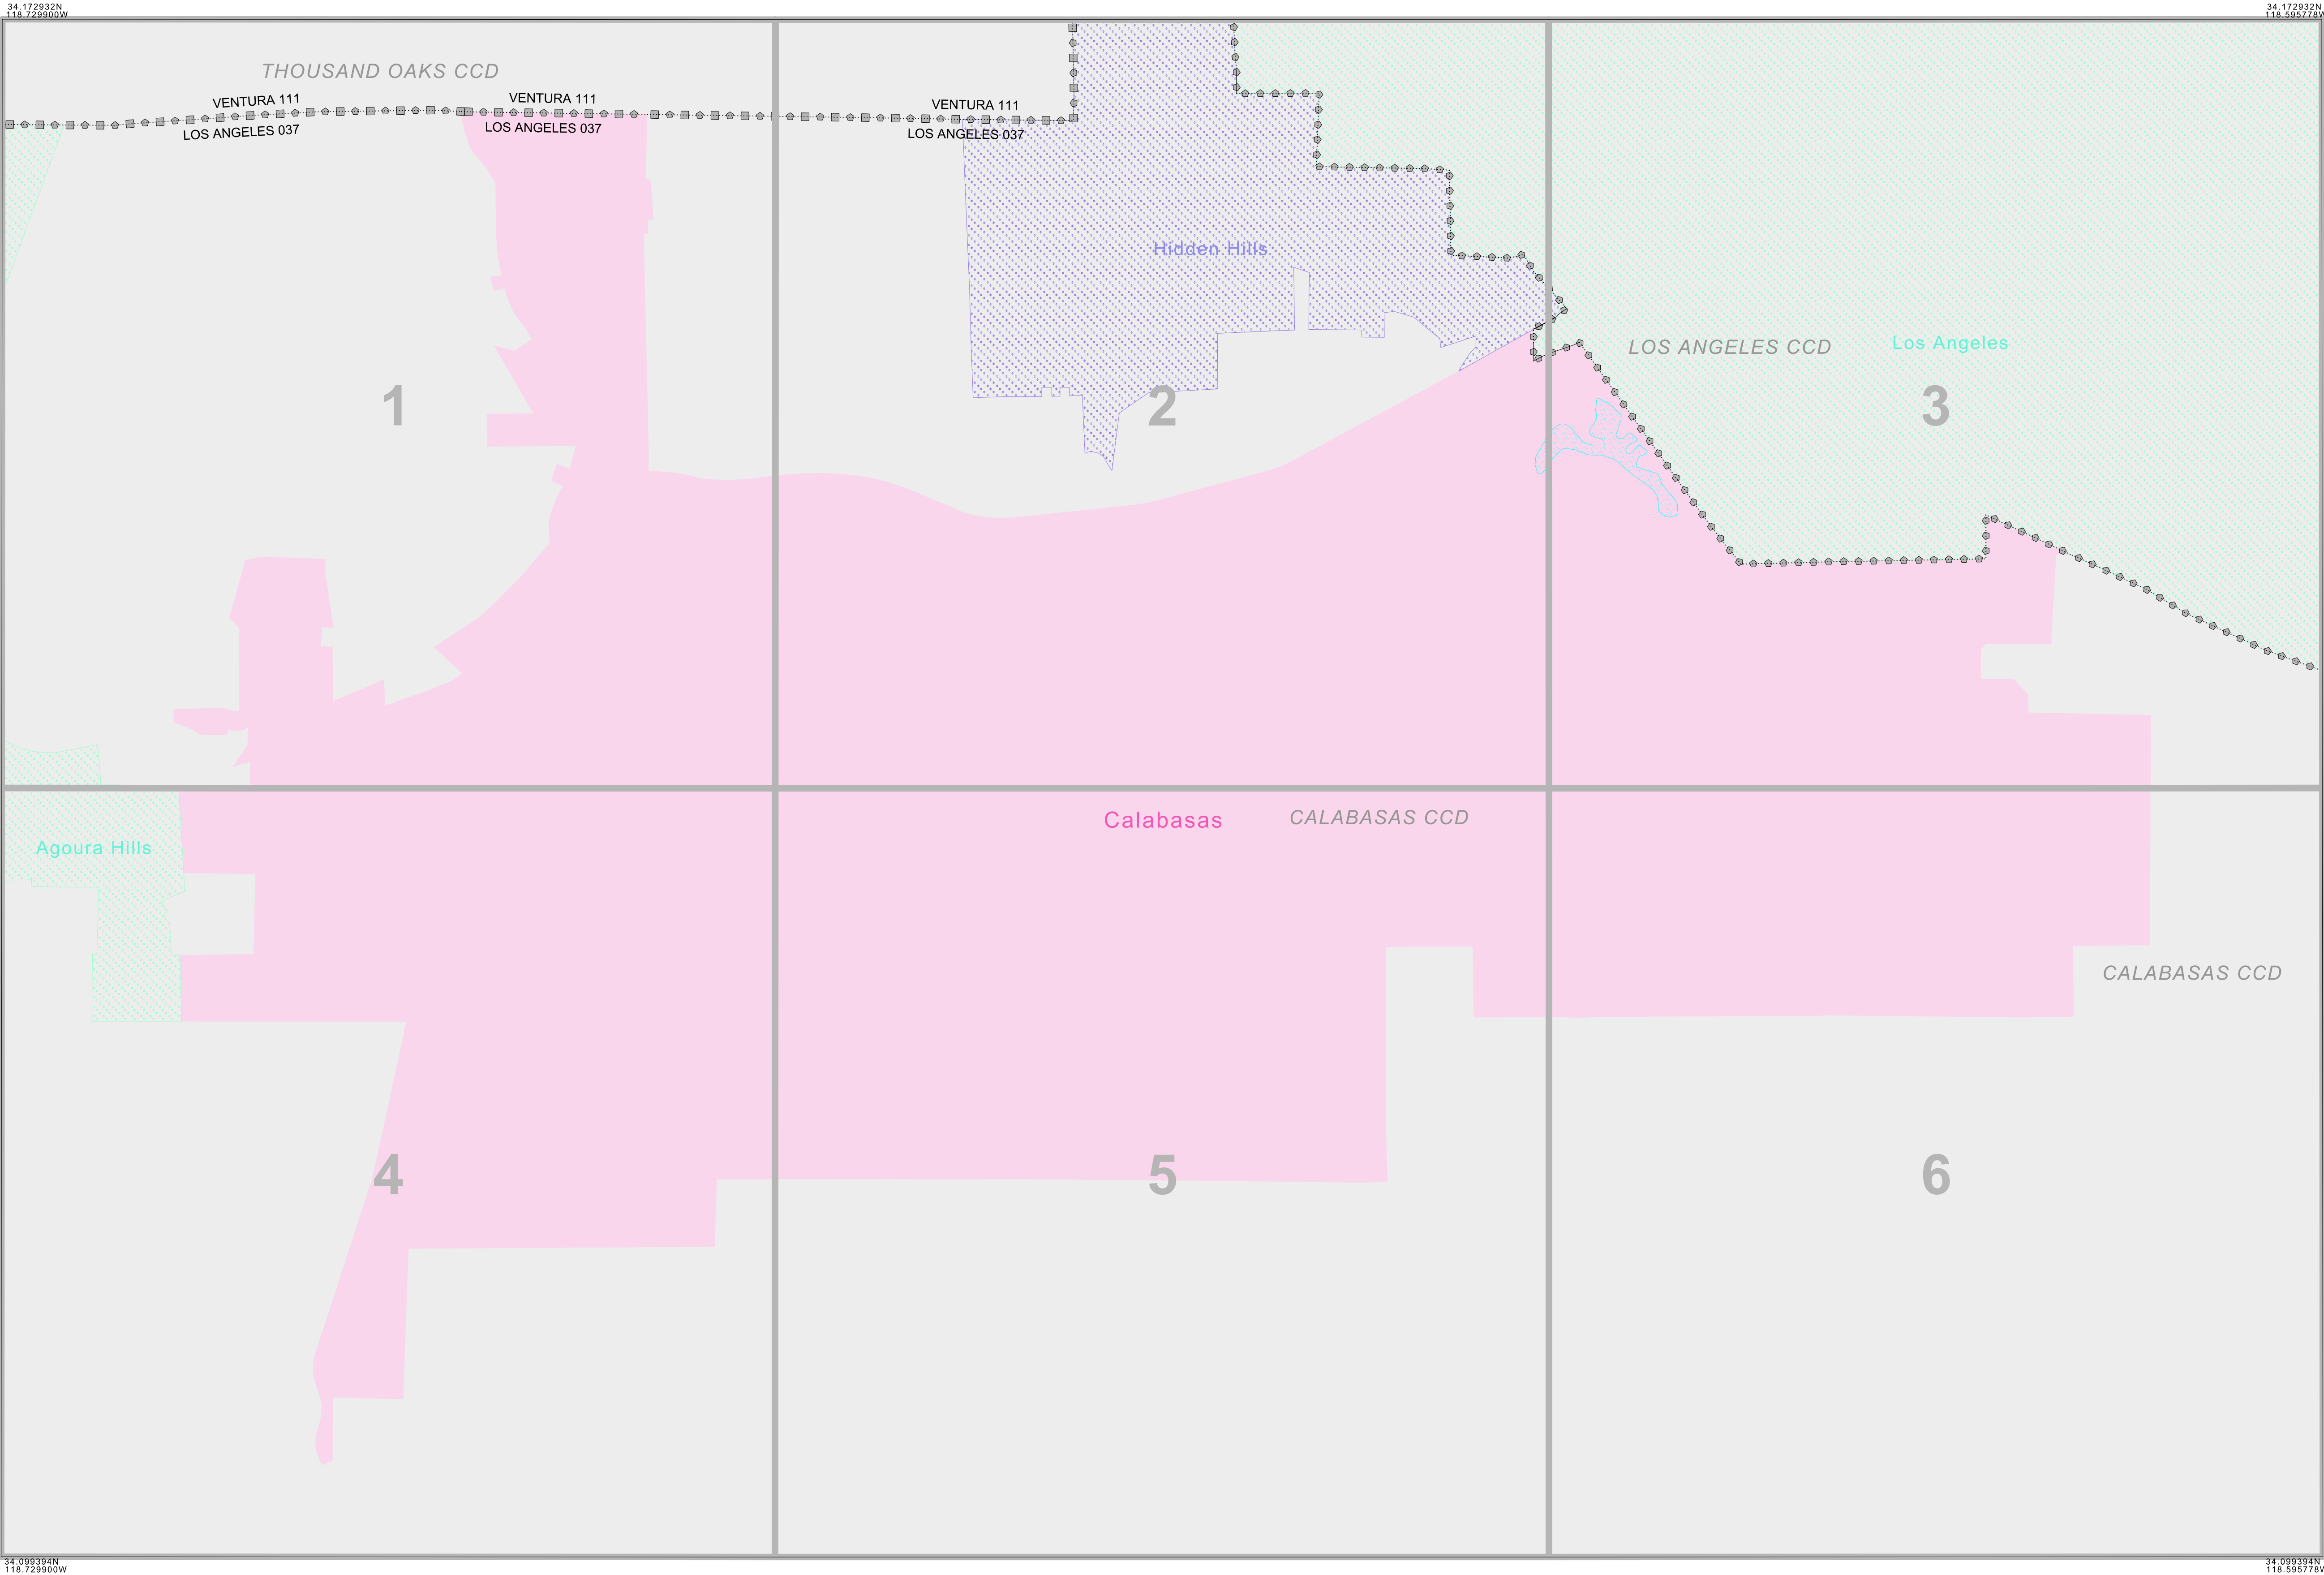 34.172932N
118.729900W
34.172932N
118.595778W
THOUSAND OAKS CCD
VENTURA 111
LOS ANGELES 037
VENTURA 111
LOS ANGELES 037
VENTURA 111
LOS ANGELES 037
Hidden Hills
LOS ANGELES CCD
Los Angeles
1
2
3
Calabasas
CALABASAS CCD
Agoura Hills
CALABASAS CCD
4
5
6
34.099394N
118.729900W
34.099394N
118.595778W